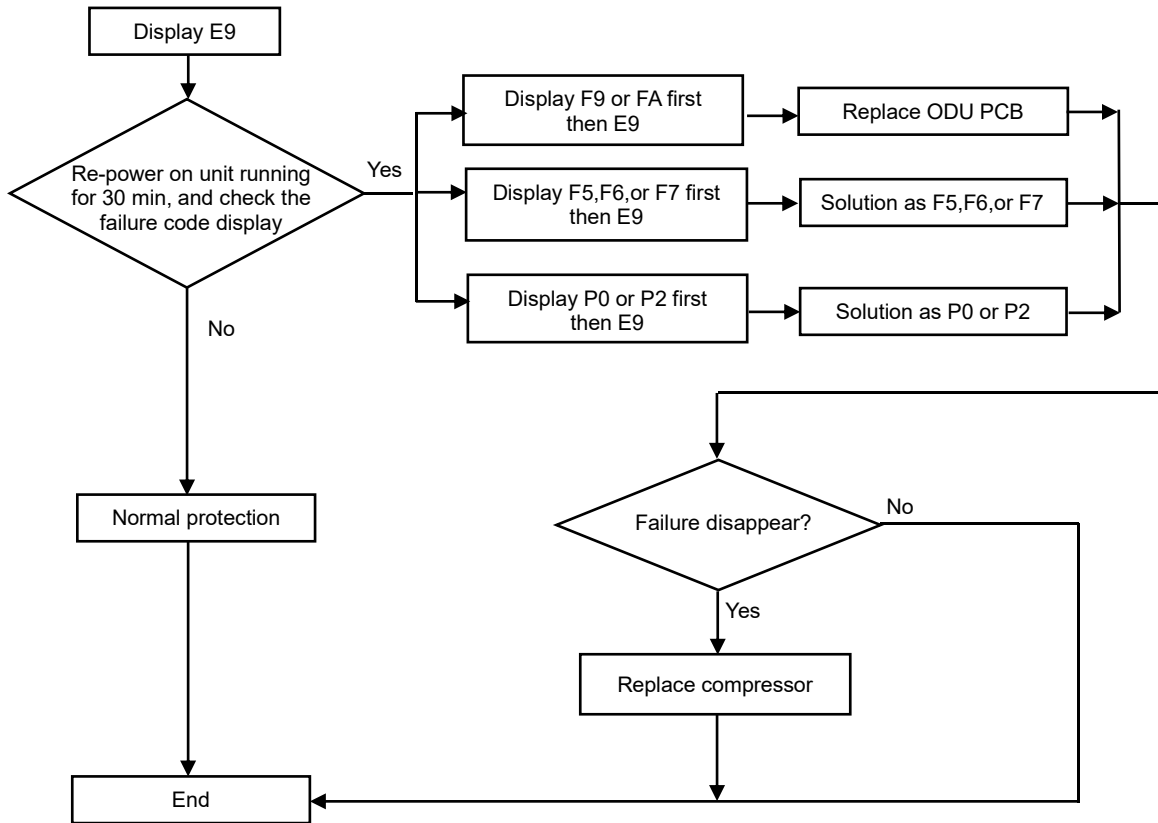 Display E9
Re-power on unit running
for 30 min, and check the
failure code display
Yes
No
Display F9 or FA first
then E9
Replace ODU PCB
Display F5,F6,or F7 first
then E9
Solution as F5,F6,or F7
Display P0 or P2 first
then E9
Solution as P0 or P2
Normal protection
Failure disappear?
No
Yes
Replace compressor
End